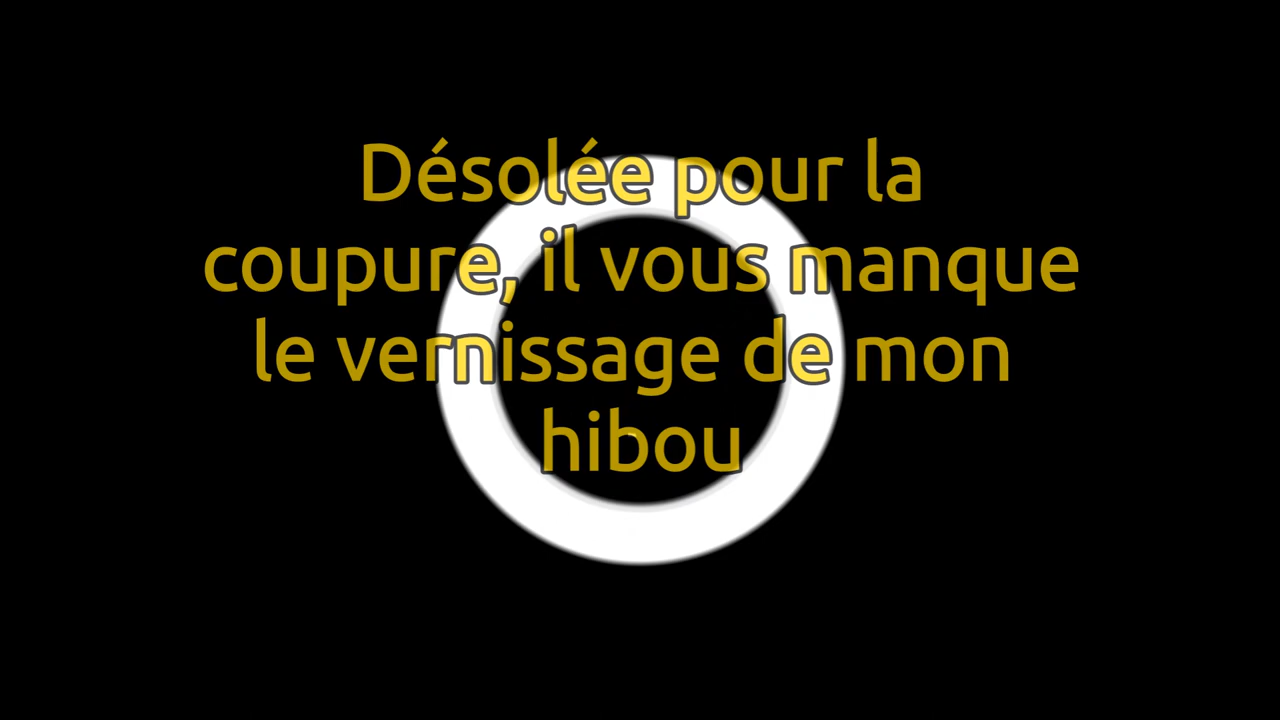 Désolée pour la
coupure, il vous manque
le vernissage de mon
hibou